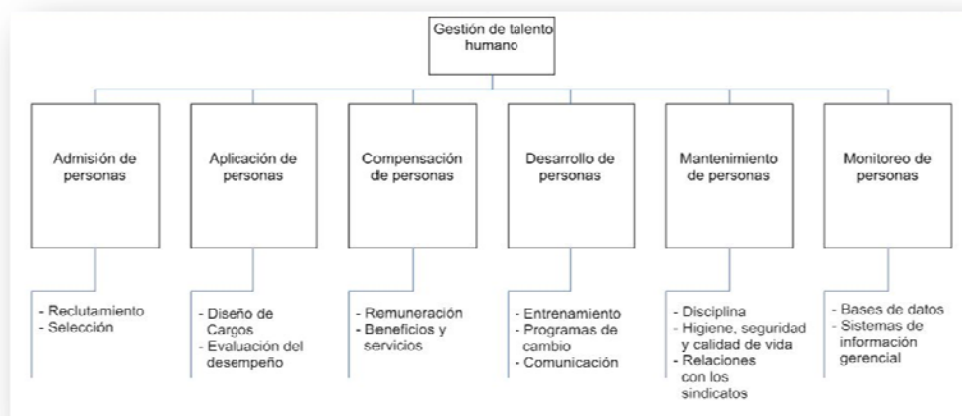 Gestión de talento
humano
Admisión de
personas
Aplicación de
personas
Compensación
de personas
Desarrollo de
personas
Mantenimiento
de personas
Monitoreo de
personas
- Reclutamiento
- Selección
- Diseño de
Cargos
- Evaluación del
desempeño
- Remuneración
- Beneficios y
servicios
- Entrenamiento
- Programas de
cambio
- Comunicación
- Disciplina
- Higiene, seguridad
y calidad de vida
- Relaciones
con los
sindicatos
- Bases de datos
- Sistemas de
información
gerencial